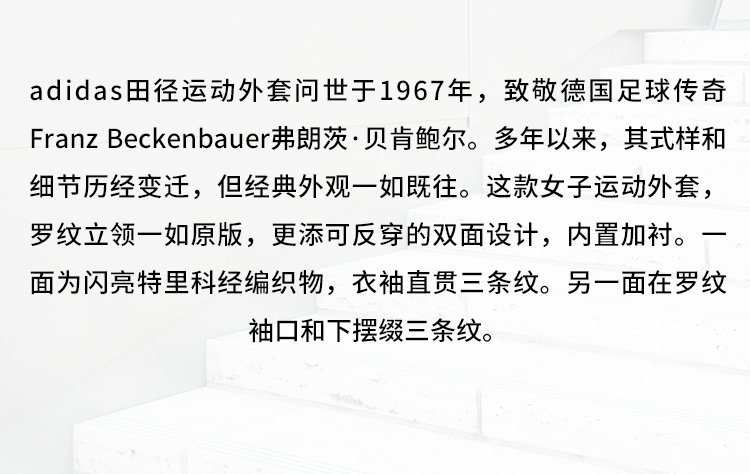 adidas田径运动外套问世于1967年，致敬德国足球传奇
Franz Beckenbauer弗朗茨·贝肯鲍尔。多年以来，其式样和
细节历经变迁，但经典外观一如既往。这款女子运动外套，
罗纹立领一如原版，更添可反穿的双面设计，内置加衬。一
面为闪亮特里科经编织物，衣袖直贯三条纹。另一面在罗纹
袖口和下摆缀三条纹。